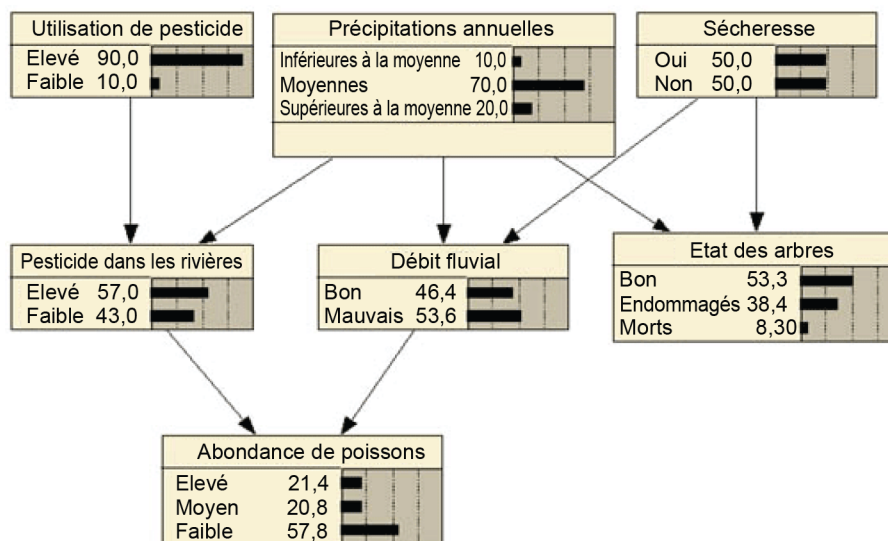 Utilisation de pesticide
Elevé 90,0
Faible 10,0
Précipitations annuelles
Inférieures à la moyenne 10,0
Moyennes 70,0
Supérieures à la moyenne 20,0
Sécheresse
Oui 50,0
Non 50,0
Pesticide dans les rivières
Elevé 57,0
Faible 43,0
Débit fluvial
Bon 46,4
Mauvais 53,6
Etat des arbres
Bon 53,3
Endommagés 38,4
Morts 8,30
Abondance de poissons
Elevé 21,4
Moyen 20,8
Faible 57,8